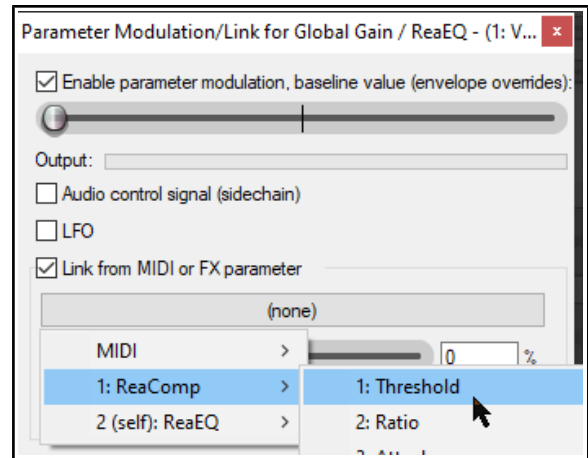 Parameter Modulation/Link for Global Gain / ReaEQ - (1: V... x
Enable parameter modulation, baseline value (envelope overrides):
Output:
Audio control signal (sidechain)
LFO
Link from MIDI or FX parameter
(none)
MIDI >
0 %
1: ReaComp >
1: Threshold
2 (self): ReaEQ >
2: Ratio